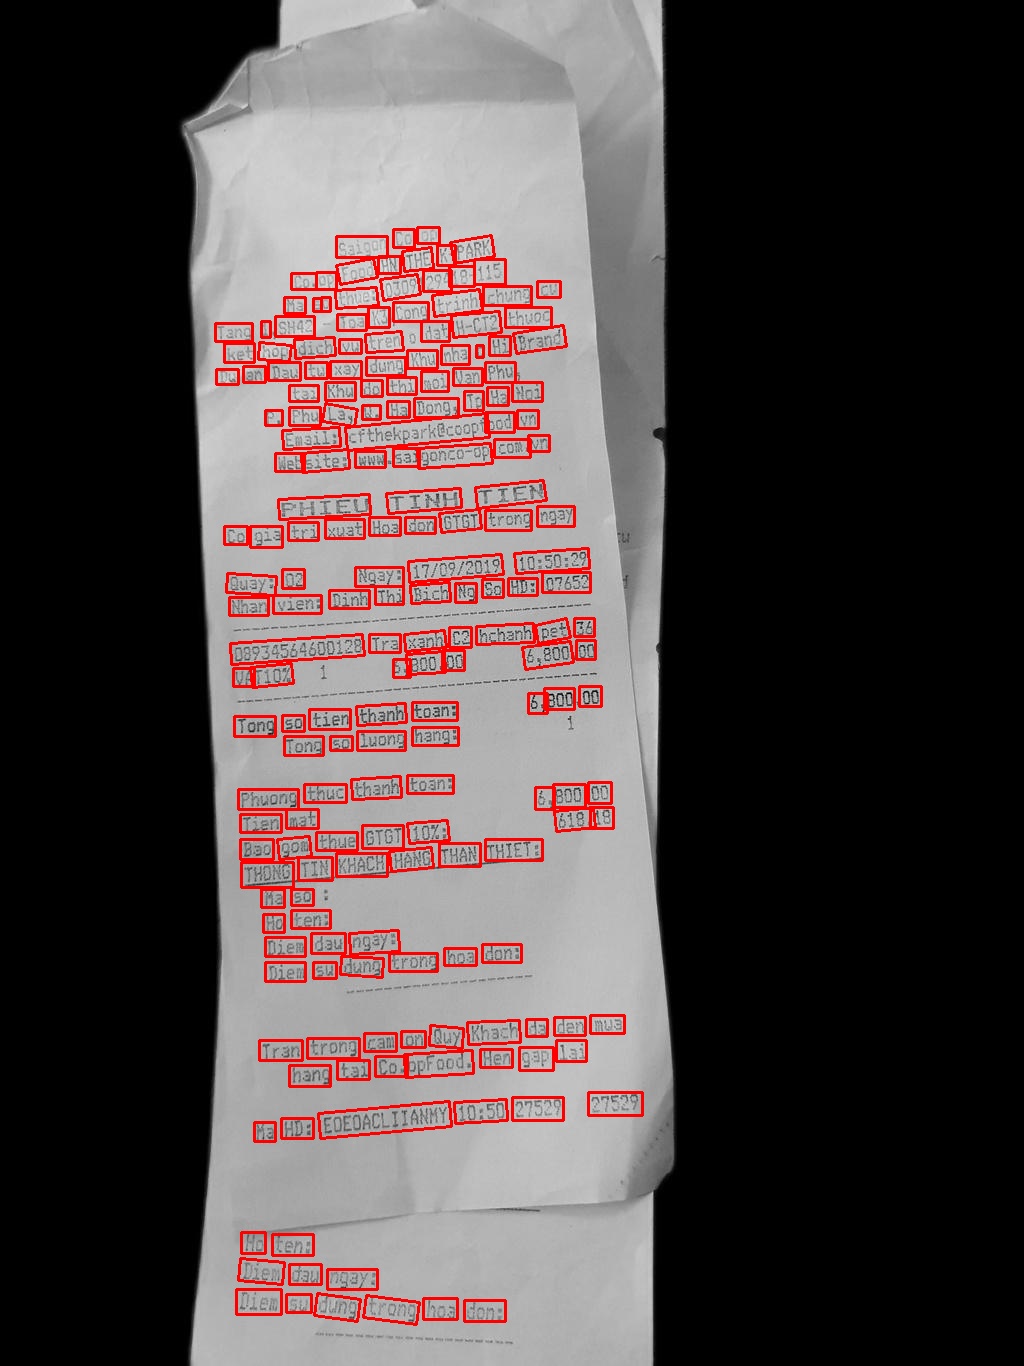 Saigon Co.op
Co.op Food HN THE K-PARK
Ma thue: 0309 294 18-115
Tang 1,SH42 - Toa K3 Cong trinh chung cu
ket hop dich vu tren o dat H-CT2 thuoc
Du an Dau tu xay dung Khu nha o Hi Brand
tai Khu do thi moi Van Phu,
P. Phu La, Q. Ha Dong, Tp Ha Noi
Email: cfthekpark@coopfood vn
Website: www.saigonco-op com.vn
PHIEU TINH TIEN
Co gia tri xuat Hoa don GTGT trong ngay
Quay: 02 Ngay: 17/09/2019 10:50:29
Nhan vien: Dinh Thi Bich Ng So HD: 07652
08934564600128 Tra xanh C2 hchanh pet 36
VAT10% 1 6,800.00 6,800.00
Tong so tien thanh toan: 6,800.00
Tong so luong hang: 1
Phuong thuc thanh toan:
Tien mat 6,800.00
Bao gom thue GTGT 10%: 618.18
THONG TIN KHACH HANG THAN THIET:
Ma so :
Ho ten:
Diem dau ngay:
Diem su dung trong hoa don:
Tran trong cam on Quy Khach da den mua
hang tai Co.opFood. Hen gap lai
Ma HD: EOEOACLIIANMY 10:50 27529 27529
Ho ten:
Diem dau ngay:
Diem su dung trong hoa don: